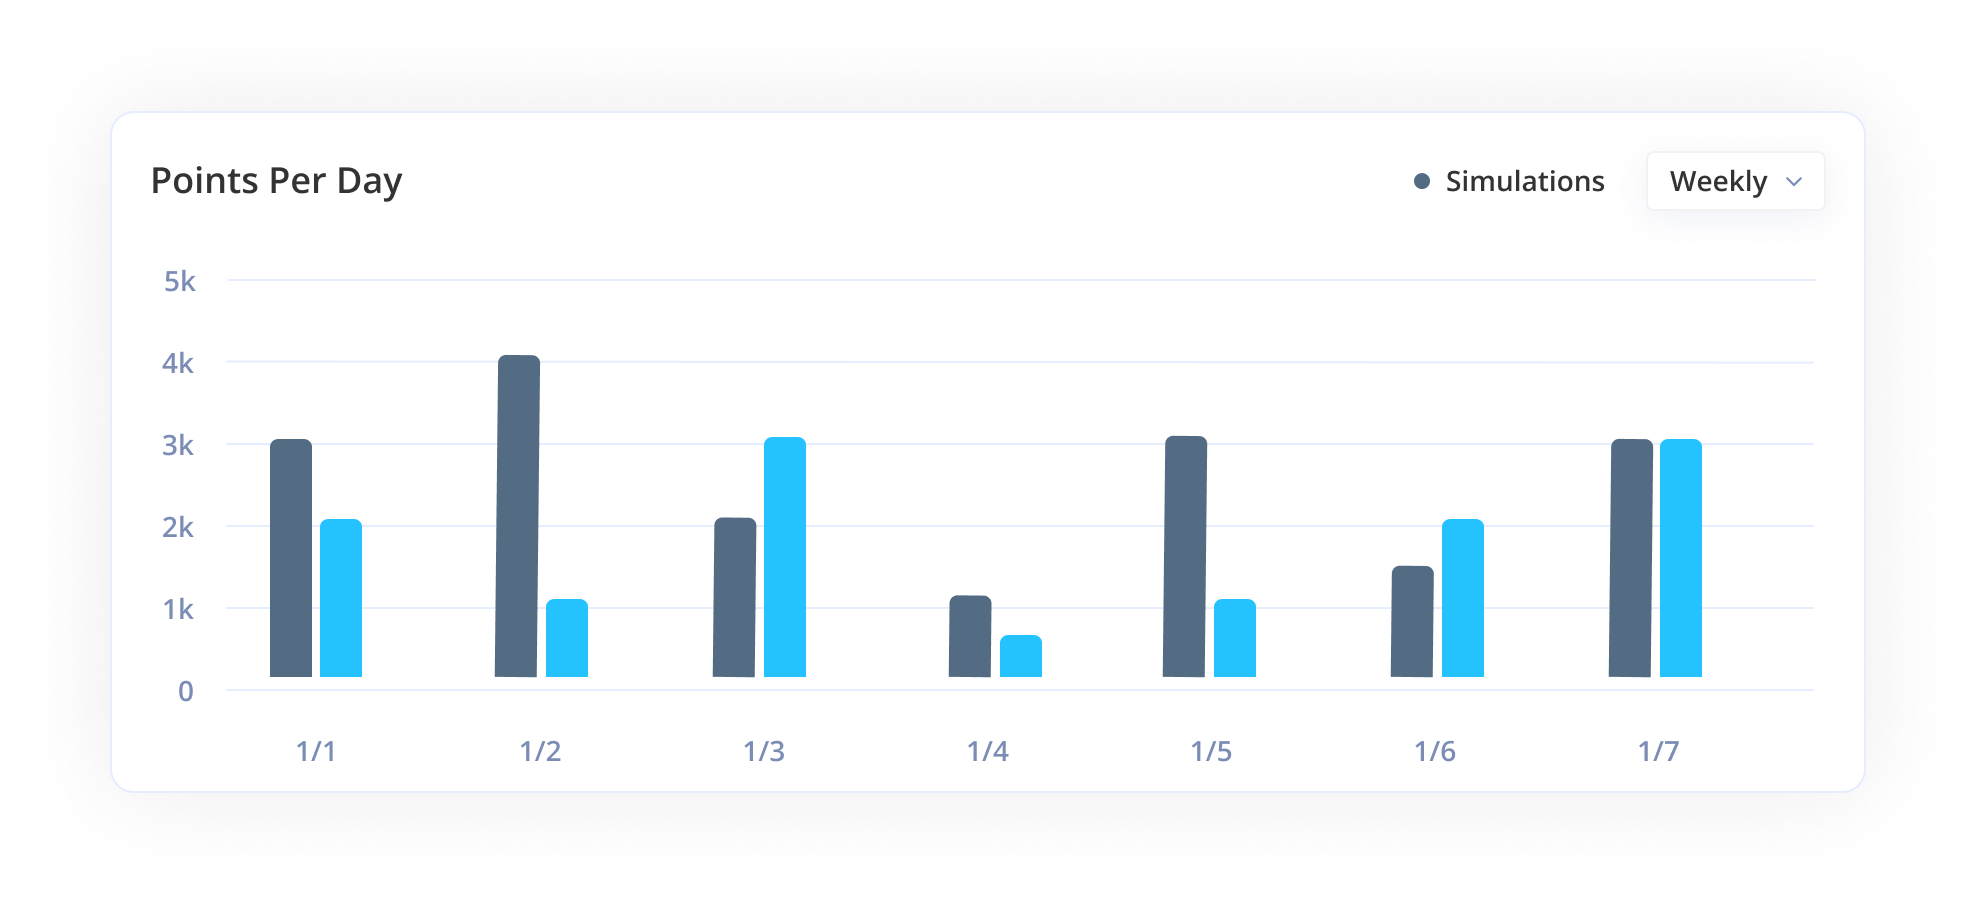 Points Per Day
Simulations
Weekly
5k
4k
3k
2k
1k
0
1/1 1/2 1/3 1/4 1/5 1/6 1/7